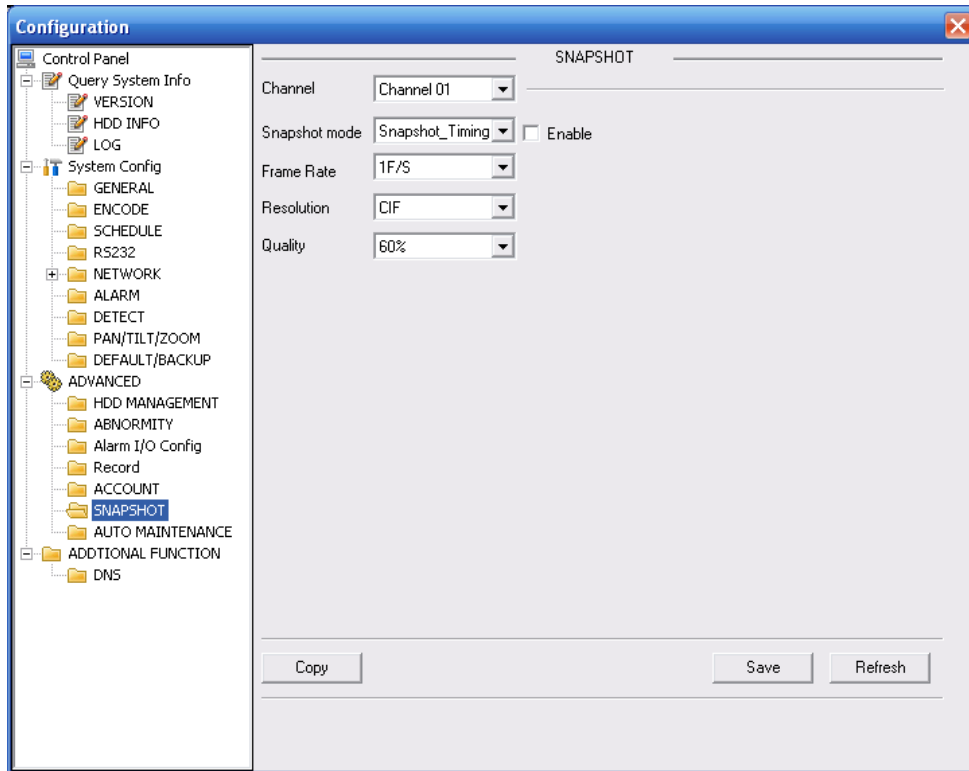 Configuration
Control Panel
Query System Info
VERSION
HDD INFO
LOG
System Config
GENERAL
ENCODE
SCHEDULE
RS232
NETWORK
ALARM
DETECT
PAN/TILT/ZOOM
DEFAULT/BACKUP
ADVANCED
HDD MANAGEMENT
ABNORMITY
Alarm I/O Config
Record
ACCOUNT
SNAPSHOT
AUTO MAINTENANCE
ADDTIONAL FUNCTION
DNS
SNAPSHOT
Channel Channel 01
Snapshot mode Snapshot_Timing Enable
Frame Rate 1F/S
Resolution CIF
Quality 60%
Copy Save Refresh